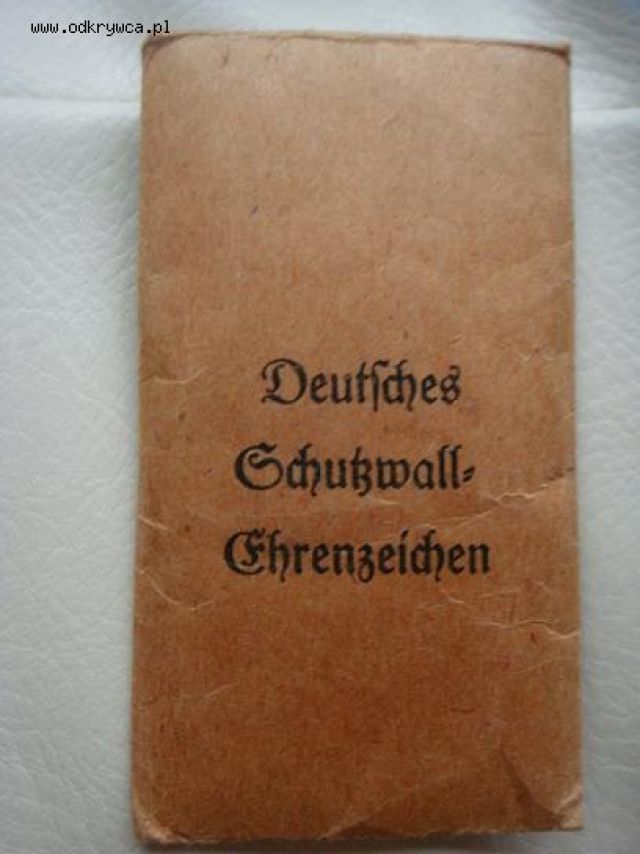 www.odkrywca.pl
Deutſches
Schutzwall-
Ehrenzeichen